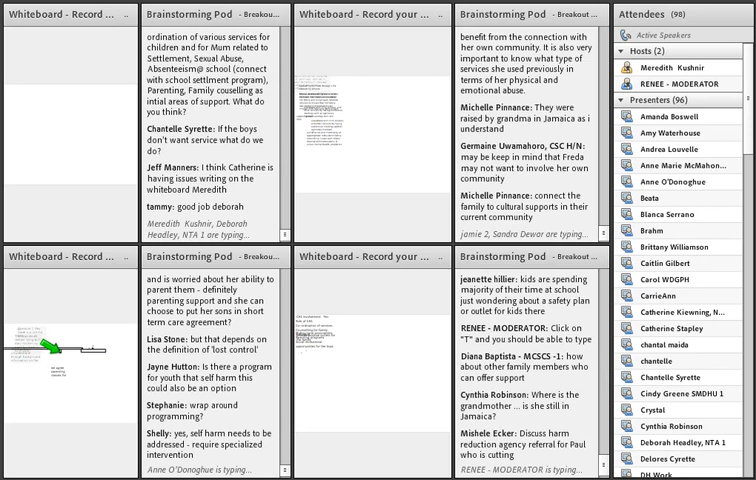 Whiteboard - Record ...
ordination of various services for
children and for Mum related to
Settlement, Sexual Abuse,
Absenteeism@ school (connect
with school settlement program),
Parenting, Family couselling as
intial areas of support. What do
you think?
Chantelle Syrette: If the boys
don't want service what do we
do?
Jeff Manners: I think Catherine is
having issues writing on the
whiteboard Meredith
tammy: good job deborah
Meredith Kushnir, Deborah
Headley, NTA 1 are typing...
Brainstorming Pod - Breakou...
Whiteboard - Record your ...
Brainstorming Pod - Breakout ...
benefit from the connection with
her own community. It is also very
important to know what type of
services she used previously in
terms of her physical and
emotional abuse.
Michelle Pinnance: They were
raised by grandma in Jamaica as i
understand
Germaine Uwamahoro, CSC H/N:
may be keep in mind that Freda
may not want to involve her own
community
Michelle Pinnance: connect the
family to cultural supports in their
current community
jamie 2, Sandra Dewar are typing...
Whiteboard - Record ...
Brainstorming Pod - Breakou...
and is worried about her ability to
parent them - definitely
parenting support and she can
choose to put her sons in short
term care agreement?
Lisa Stone: but that depends on
the definition of 'lost control'
Jayne Hutton: Is there a program
for youth that self harm this
could also be an option
Stephanie: wrap around
programming?
Shelly: yes, self harm needs to be
addressed - require specialized
intervention
Anne O'Donoghue is typing...
Whiteboard - Record your ...
Brainstorming Pod - Breakout ...
jeanette hillier: kids are spending
majority of their time at school
just wondering about a safety plan
or outlet for kids there
RENEE - MODERATOR: Click on
"T" and you should be able to type
Diana Baptista - MCSCS -1: how
about other family members who
can offer support
Cynthia Robinson: Where is the
grandmother ... is she still in
Jamaica?
Mishele Ecker: Discuss harm
reduction agency referral for Paul
who is cutting
RENEE - MODERATOR is typing...
Attendees (98)
Active Speakers
Hosts (2)
Meredith Kushnir
RENEE - MODERATOR
Presenters (96)
Amanda Boswell
Amy Waterhouse
Andrea Louvelle
Anne Marie McMahon...
Anne O'Donoghue
Beata
Blanca Serrano
Brahm
Brittany Williamson
Caitlin Gilbert
Carol WDGPH
CarrieAnn
Catherine Kiewning, N...
Catherine Stapley
chantal maida
chantelle
Chantelle Syrette
Cindy Greene SMDHU 1
Crystal
Cynthia Robinson
Deborah Headley, NTA 1
Delores Cyrette
DH Work